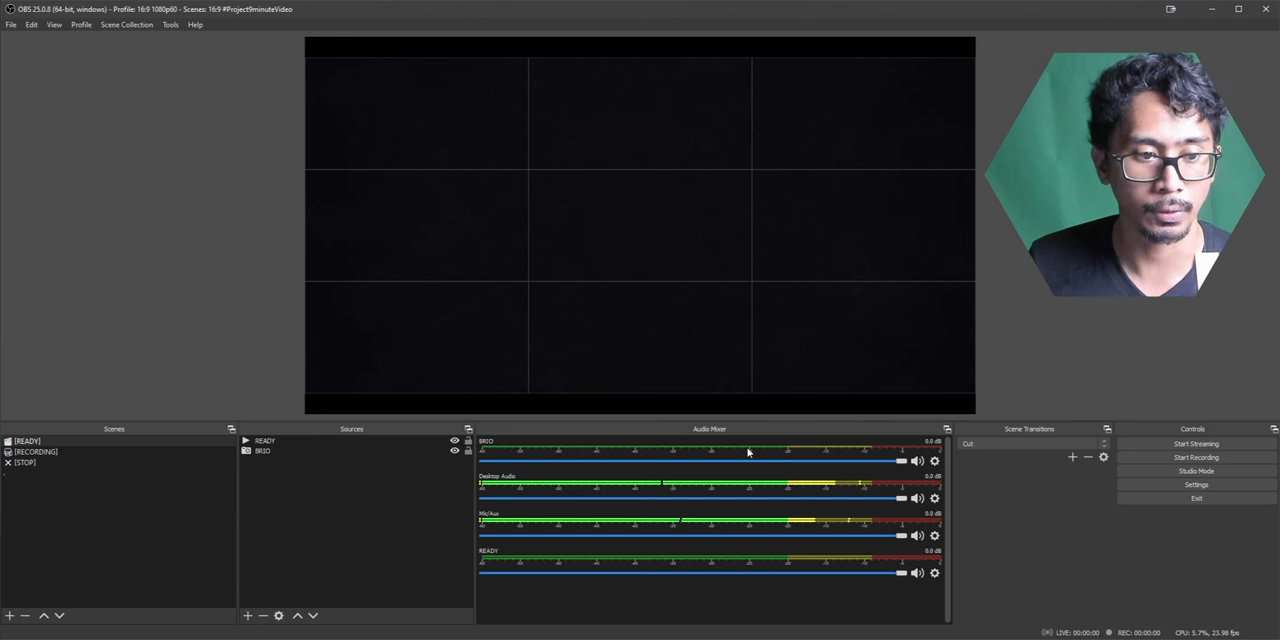 OBS 25.0.8 (64-bit, windows) - Profile: 16:9 1080p60 - Scenes: 16:9 #Project9minuteVideo
File Edit View Profile Scene Collection Tools Help
Scenes
[READY]
[RECORDING]
[STOP]
Sources
READY
BRIO
Audio Mixer
BRIO 0.0 dB
Desktop Audio 0.0 dB
Mic/Aux 0.0 dB
READY 0.0 dB
Scene Transitions
Cut
Controls
Start Streaming
Start Recording
Studio Mode
Settings
Exit
LIVE: 00:00:00 REC: 00:00:00 CPU: 5.7%, 23.98 fps